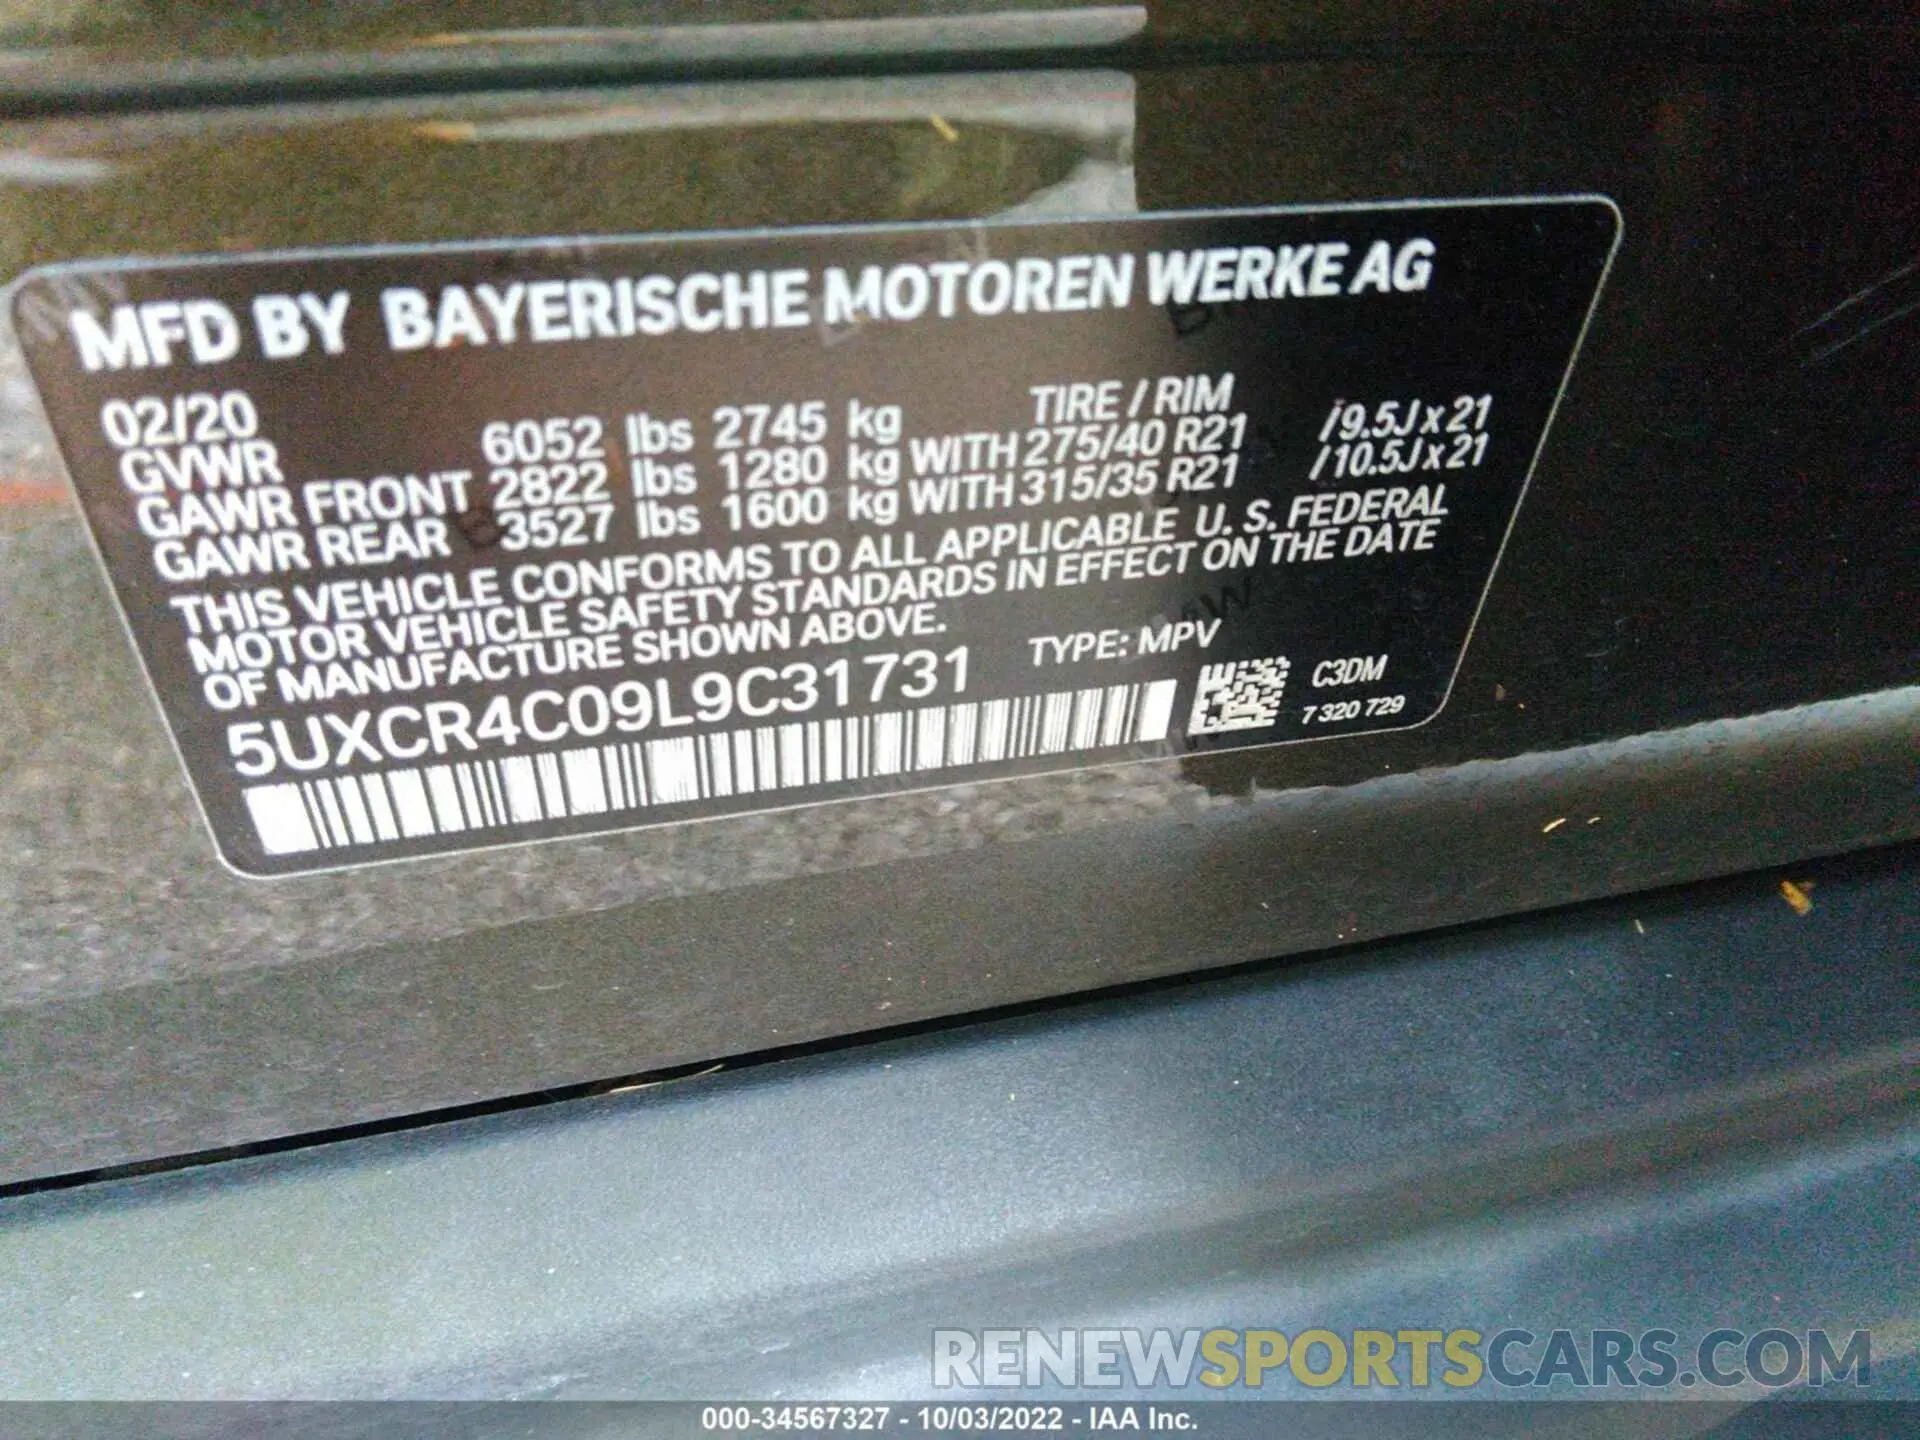 MFD BY BAYERISCHE MOTOREN WERKE AG
02/20 TIRE / RIM
GVWR 6052 lbs 2745 kg
GAWR FRONT 2822 lbs 1280 kg WITH 275/40 R21 /9.5J x 21
GAWR REAR 3527 lbs 1600 kg WITH 315/35 R21 /10.5J x 21
THIS VEHICLE CONFORMS TO ALL APPLICABLE U. S. FEDERAL
MOTOR VEHICLE SAFETY STANDARDS IN EFFECT ON THE DATE
OF MANUFACTURE SHOWN ABOVE.
5UXCR4C09L9C31731 TYPE: MPV
C3DM
7 320 729
RENEWSPORTSCARS.COM
000-34567327 - 10/03/2022 - IAA Inc.